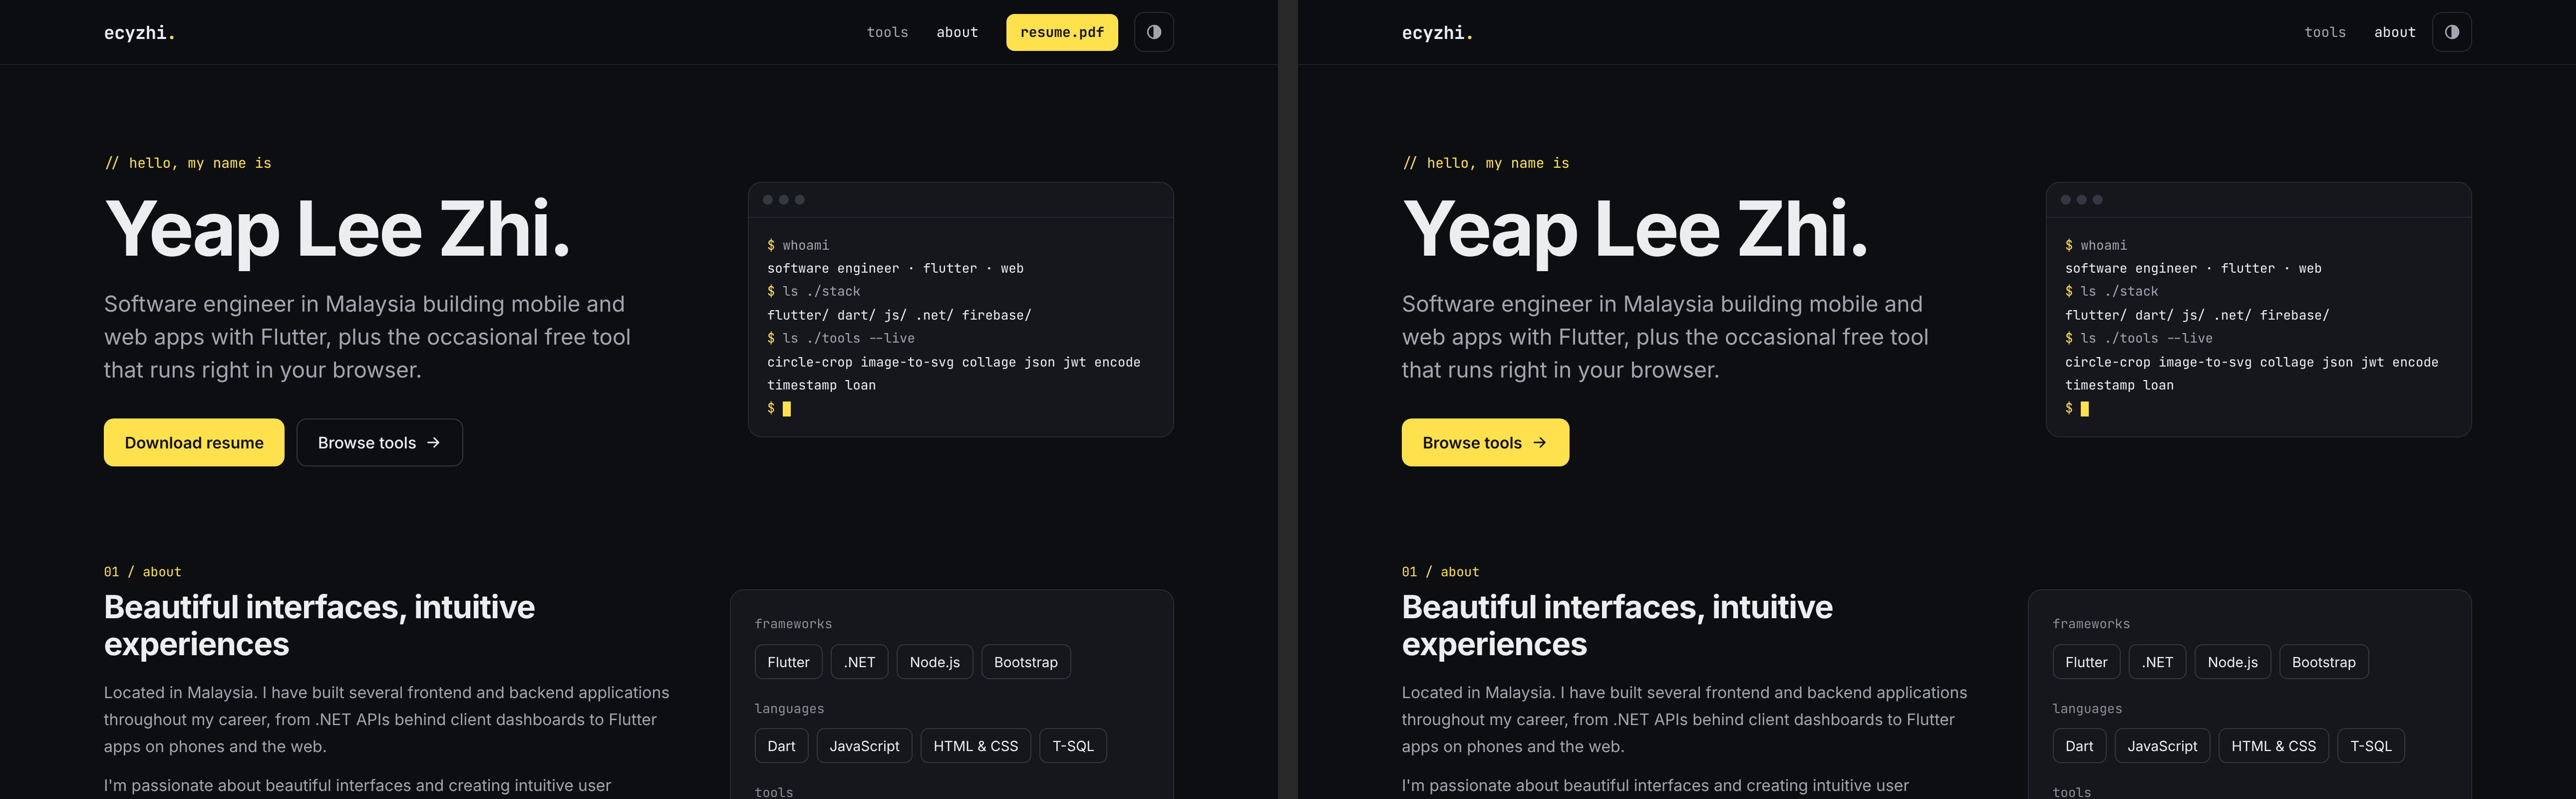 ecyzhi.
tools about resume.pdf
// hello, my name is
Yeap Lee Zhi.
Software engineer in Malaysia building mobile and
web apps with Flutter, plus the occasional free tool
that runs right in your browser.
Download resume Browse tools →
$ whoami
software engineer · flutter · web
$ ls ./stack
flutter/ dart/ js/ .net/ firebase/
$ ls ./tools --live
circle-crop image-to-svg collage json jwt encode
timestamp loan
$
01 / about
Beautiful interfaces, intuitive
experiences
Located in Malaysia. I have built several frontend and backend applications
throughout my career, from .NET APIs behind client dashboards to Flutter
apps on phones and the web.
I'm passionate about beautiful interfaces and creating intuitive user
frameworks
Flutter .NET Node.js Bootstrap
languages
Dart JavaScript HTML & CSS T-SQL
tools
ecyzhi.
tools about
// hello, my name is
Yeap Lee Zhi.
Software engineer in Malaysia building mobile and
web apps with Flutter, plus the occasional free tool
that runs right in your browser.
Browse tools →
$ whoami
software engineer · flutter · web
$ ls ./stack
flutter/ dart/ js/ .net/ firebase/
$ ls ./tools --live
circle-crop image-to-svg collage json jwt encode
timestamp loan
$
01 / about
Beautiful interfaces, intuitive
experiences
Located in Malaysia. I have built several frontend and backend applications
throughout my career, from .NET APIs behind client dashboards to Flutter
apps on phones and the web.
I'm passionate about beautiful interfaces and creating intuitive user
frameworks
Flutter .NET Node.js Bootstrap
languages
Dart JavaScript HTML & CSS T-SQL
tools